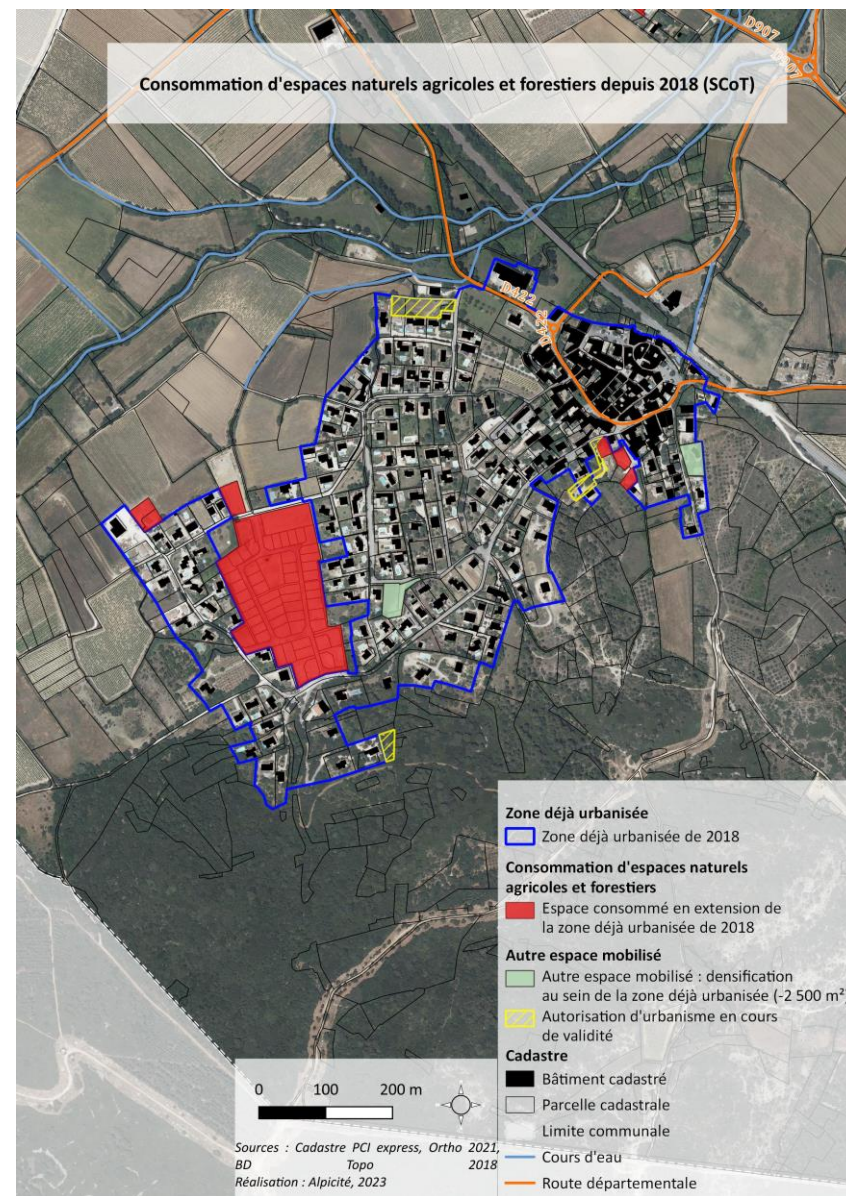 Consommation d'espaces naturels agricoles et forestiers depuis 2018 (SCoT)
D907
D422
D422
Zone déjà urbanisée
Zone déjà urbanisée de 2018
Consommation d'espaces naturels
agricoles et forestiers
Espace consommé en extension de
la zone déjà urbanisée de 2018
Autre espace mobilisé
Autre espace mobilisé : densification
au sein de la zone déjà urbanisée (-2 500 m²)
Autorisation d'urbanisme en cours
de validité
Cadastre
Bâtiment cadastré
Parcelle cadastrale
Limite communale
Cours d'eau
Route départementale
0 100 200 m
Sources : Cadastre PCI express, Ortho 2021,
BD Topo 2018
Réalisation : Alpicité, 2023